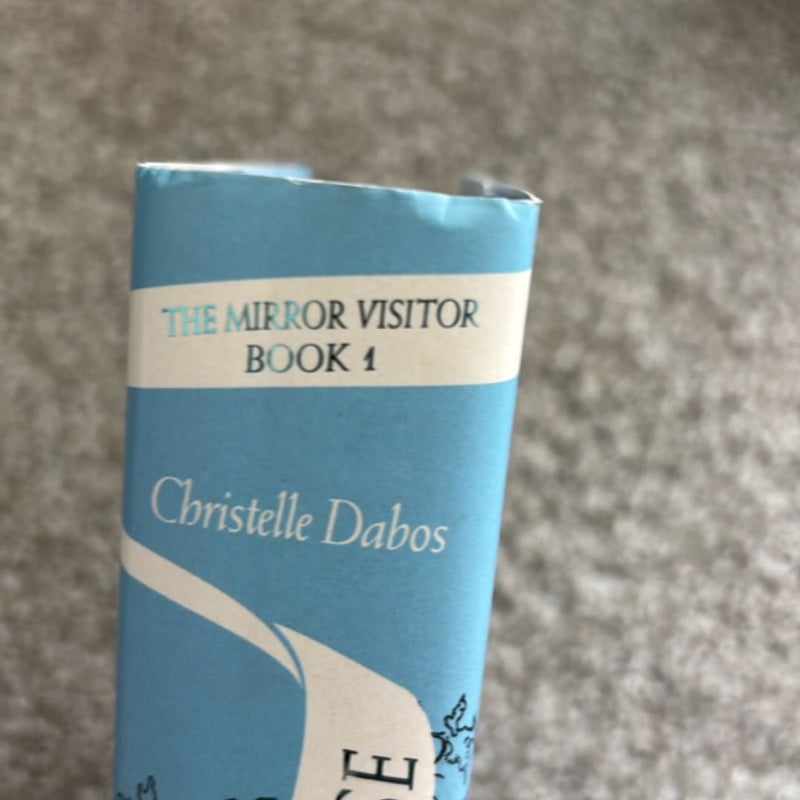 THE MIRROR VISITOR
BOOK 1
Christelle Dabos